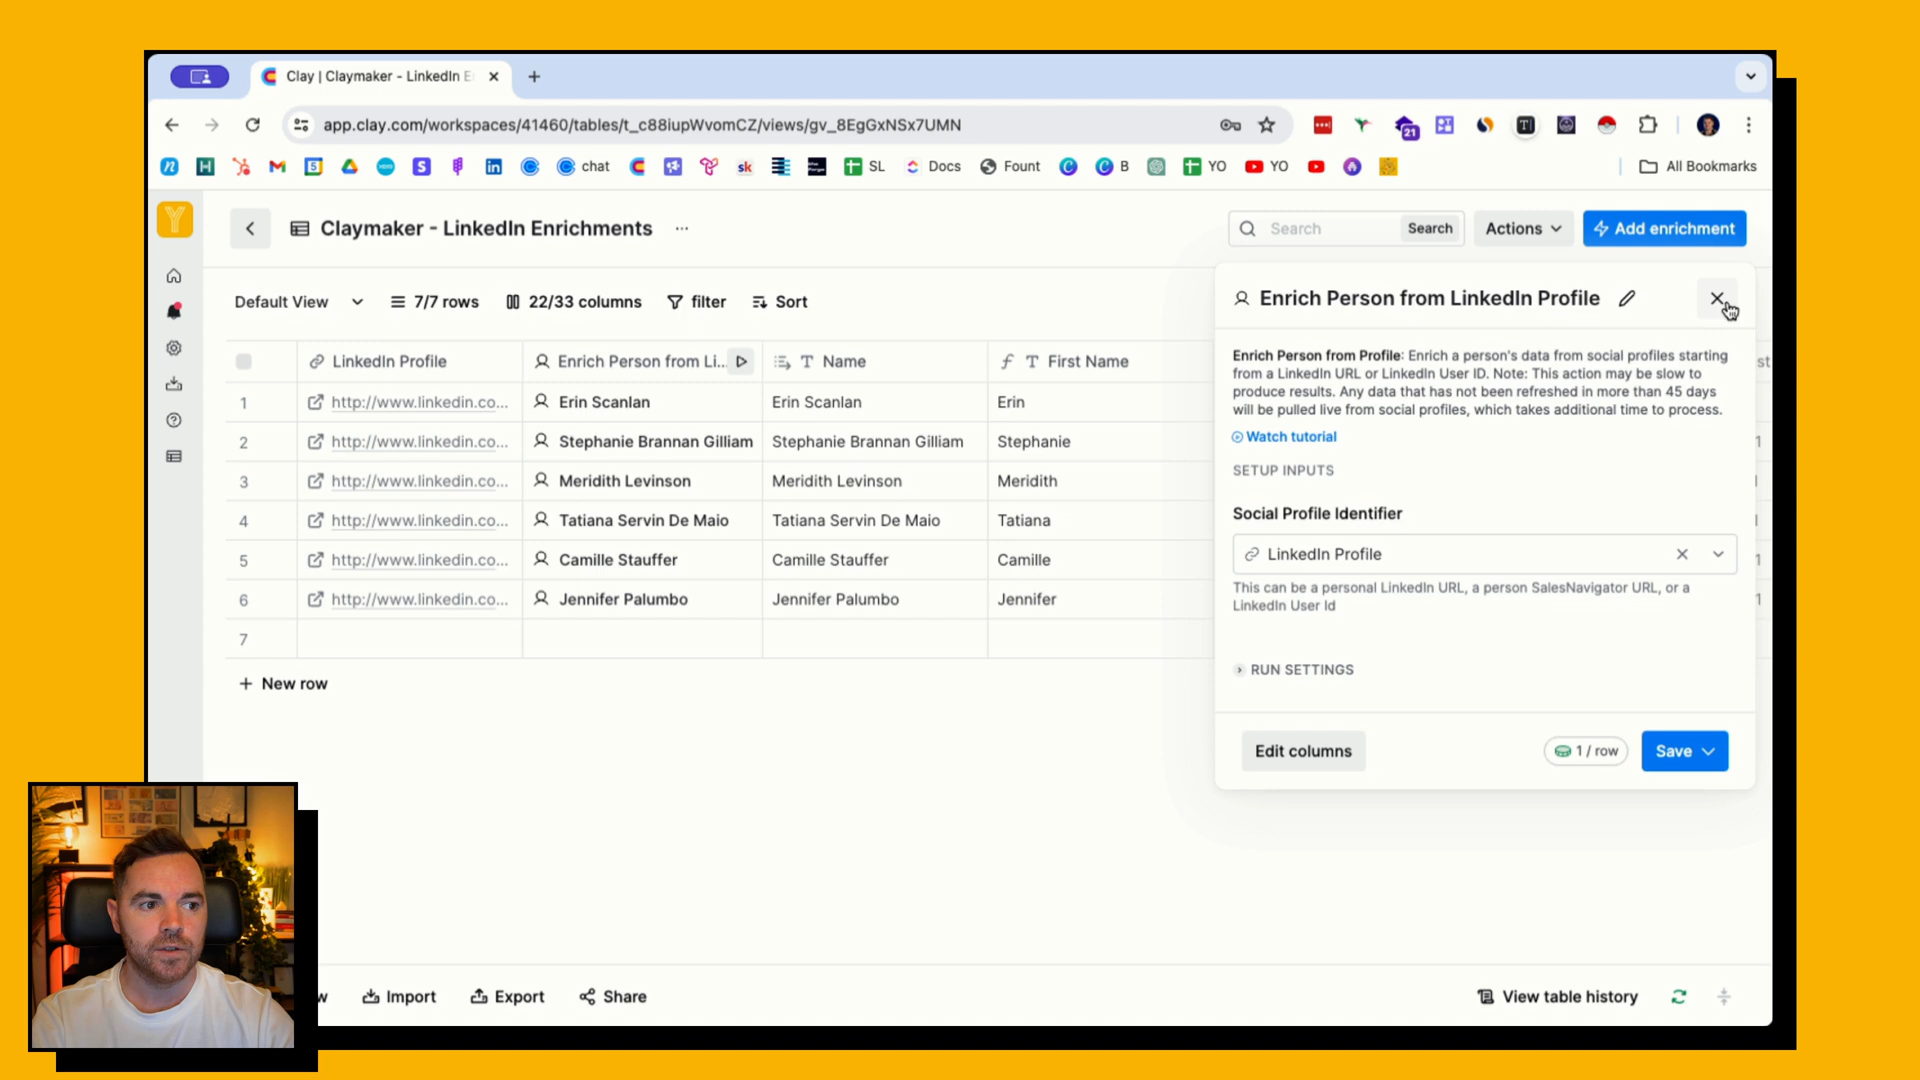 Clay | Claymaker - LinkedIn E
app.clay.com/workspaces/41460/tables/t_c88iupWvomCZ/views/gv_8EgGxNSx7UMN
21
chat
sk
SL
Docs
Fount
B
YO
YO
All Bookmarks
Claymaker - LinkedIn Enrichments
Search
Search
Actions
Add enrichment
Default View
7/7 rows
22/33 columns
filter
Sort
LinkedIn Profile
Enrich Person from Li...
Name
First Name
1 http://www.linkedin.co... Erin Scanlan Erin Scanlan Erin
2 http://www.linkedin.co... Stephanie Brannan Gilliam Stephanie Brannan Gilliam Stephanie
3 http://www.linkedin.co... Meridith Levinson Meridith Levinson Meridith
4 http://www.linkedin.co... Tatiana Servin De Maio Tatiana Servin De Maio Tatiana
5 http://www.linkedin.co... Camille Stauffer Camille Stauffer Camille
6 http://www.linkedin.co... Jennifer Palumbo Jennifer Palumbo Jennifer
7
+ New row
Enrich Person from LinkedIn Profile
Enrich Person from Profile: Enrich a person's data from social profiles starting
from a LinkedIn URL or LinkedIn User ID. Note: This action may be slow to
produce results. Any data that has not been refreshed in more than 45 days
will be pulled live from social profiles, which takes additional time to process.
Watch tutorial
SETUP INPUTS
Social Profile Identifier
LinkedIn Profile
This can be a personal LinkedIn URL, a person SalesNavigator URL, or a
LinkedIn User Id
RUN SETTINGS
Edit columns
1 / row
Save
Import
Export
Share
View table history